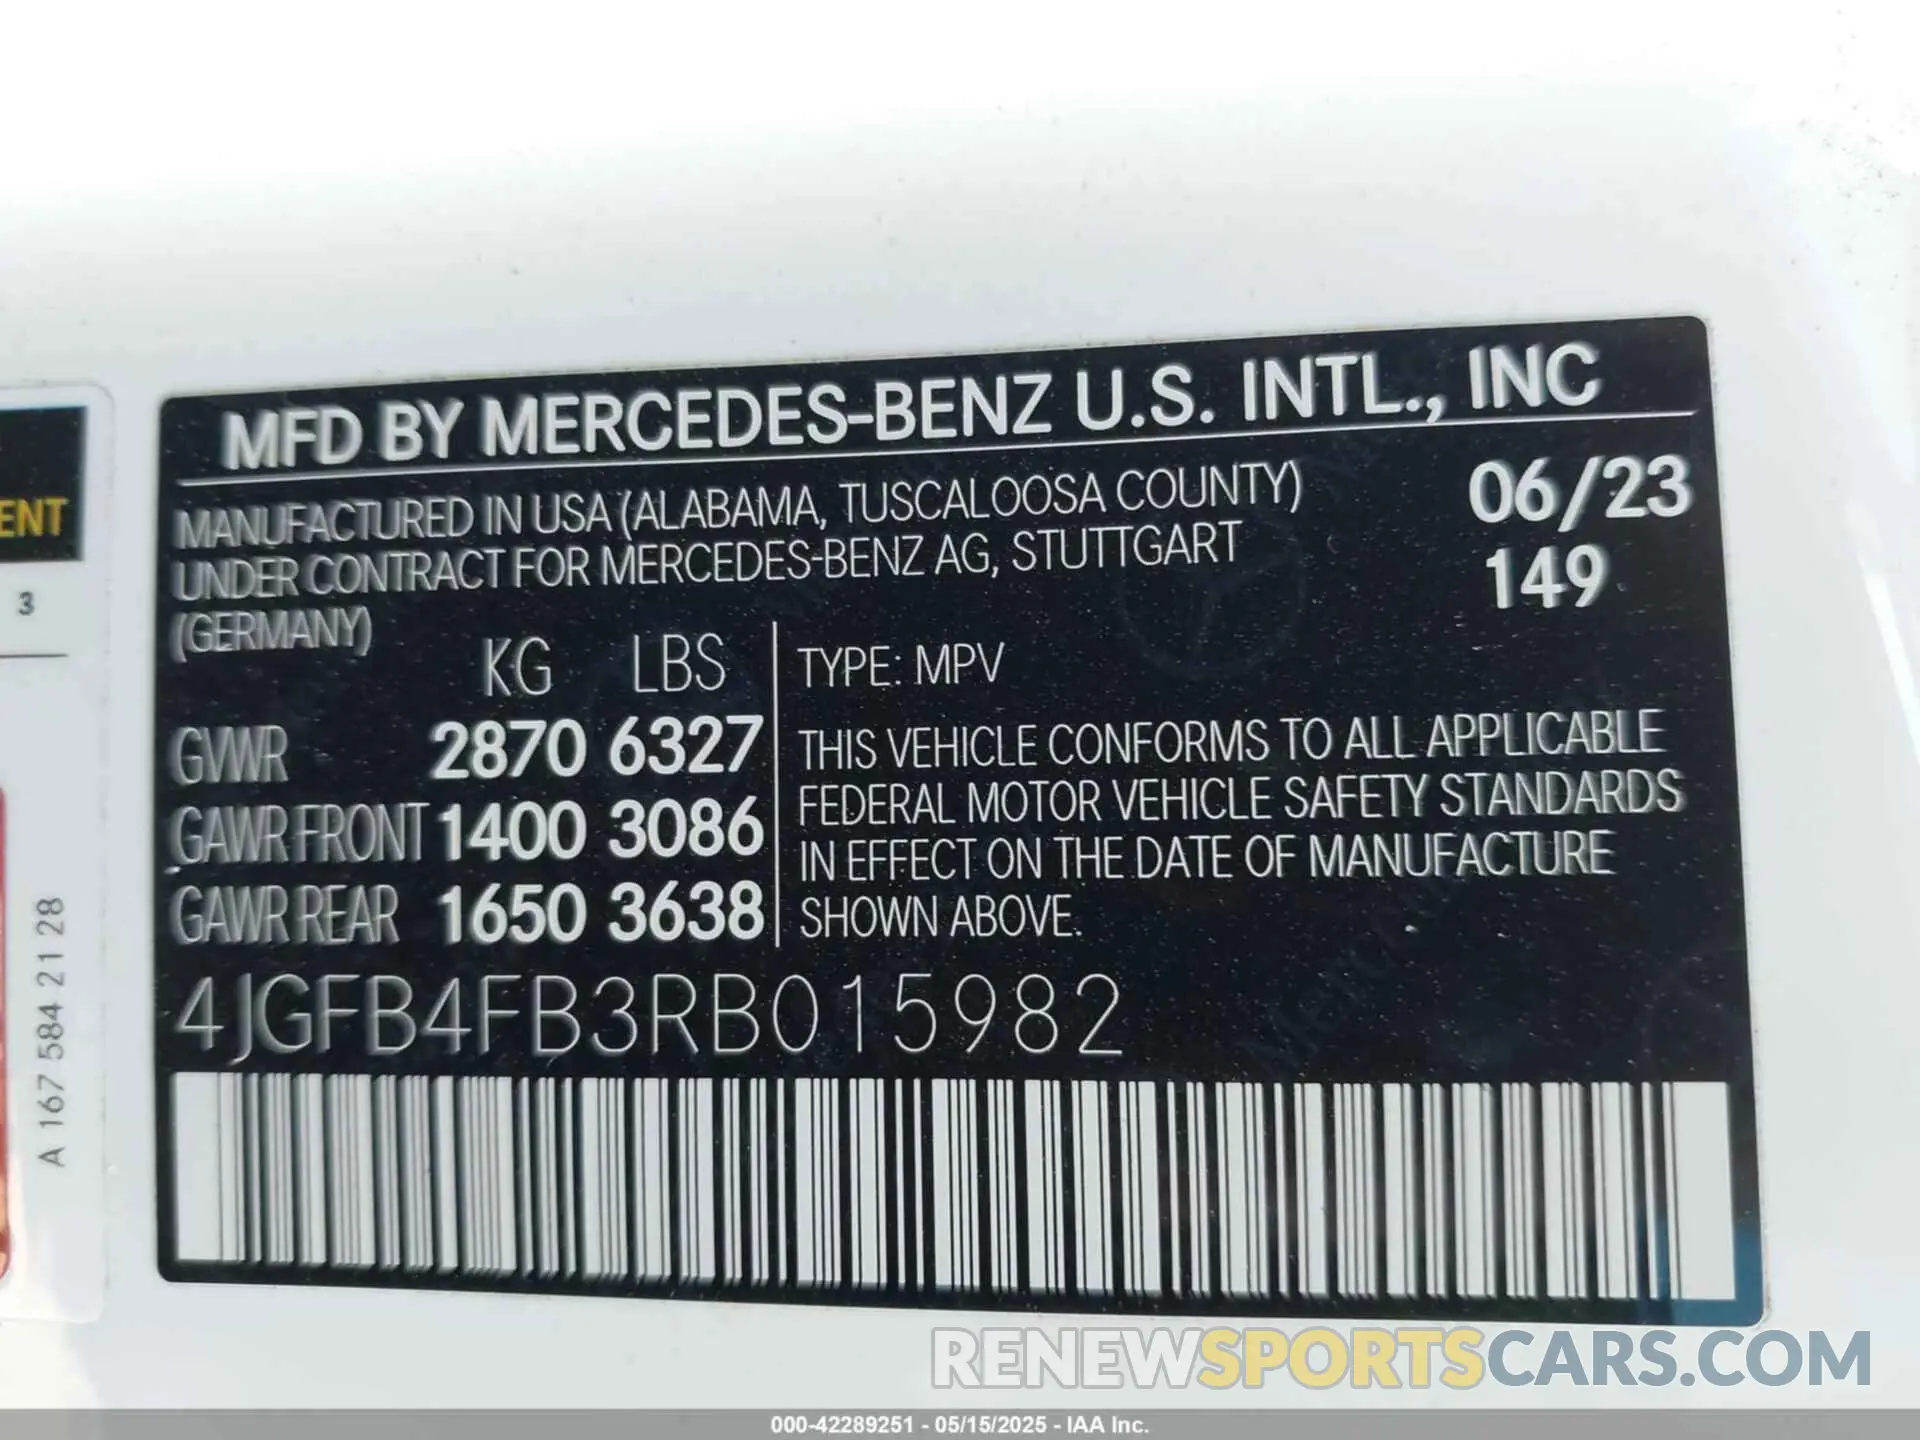 MFD BY MERCEDES-BENZ U.S. INTL., INC
MANUFACTURED IN USA (ALABAMA, TUSCALOOSA COUNTY)
UNDER CONTRACT FOR MERCEDES-BENZ AG, STUTTGART
(GERMANY)
06/23
149
KG LBS
GVWR 2870 6327
GAWR FRONT 1400 3086
GAWR REAR 1650 3638
TYPE: MPV
THIS VEHICLE CONFORMS TO ALL APPLICABLE
FEDERAL MOTOR VEHICLE SAFETY STANDARDS
IN EFFECT ON THE DATE OF MANUFACTURE
SHOWN ABOVE.
4JGFB4FB3RB015982
ENT
3
A 167 584 21 28
RENEWSPORTSCARS.COM
000-42289251 - 05/15/2025 - IAA Inc.